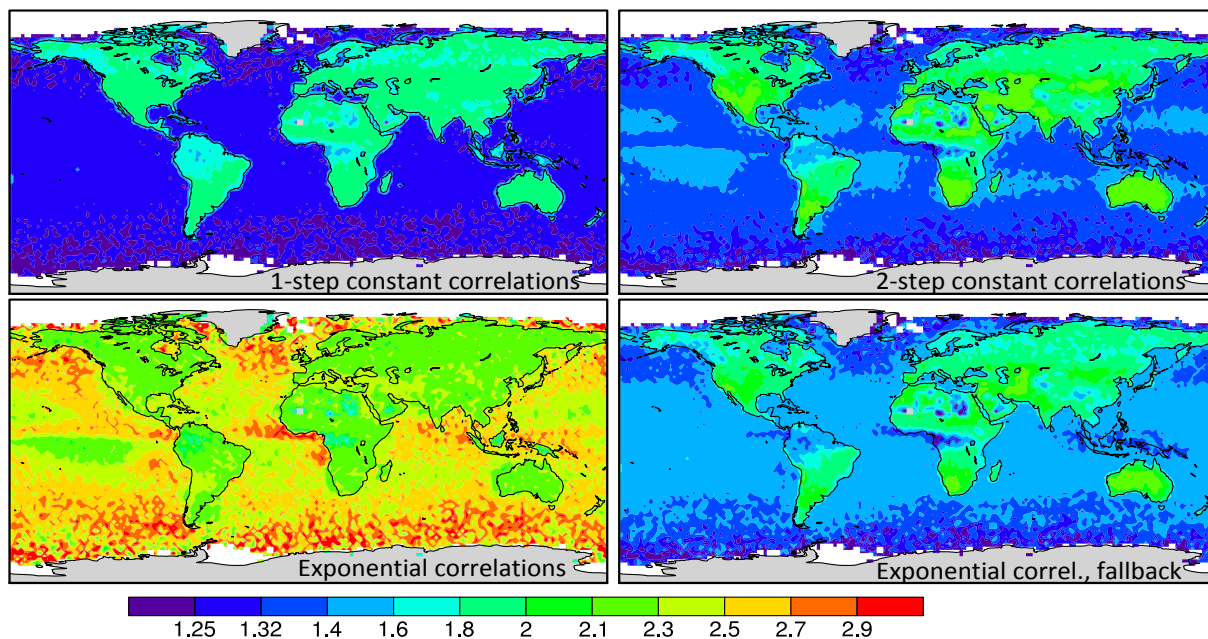 1-step constant correlations
2-step constant correlations
Exponential correlations
Exponential correl., fallback
1.25 1.32 1.4 1.6 1.8 2 2.1 2.3 2.5 2.7 2.9